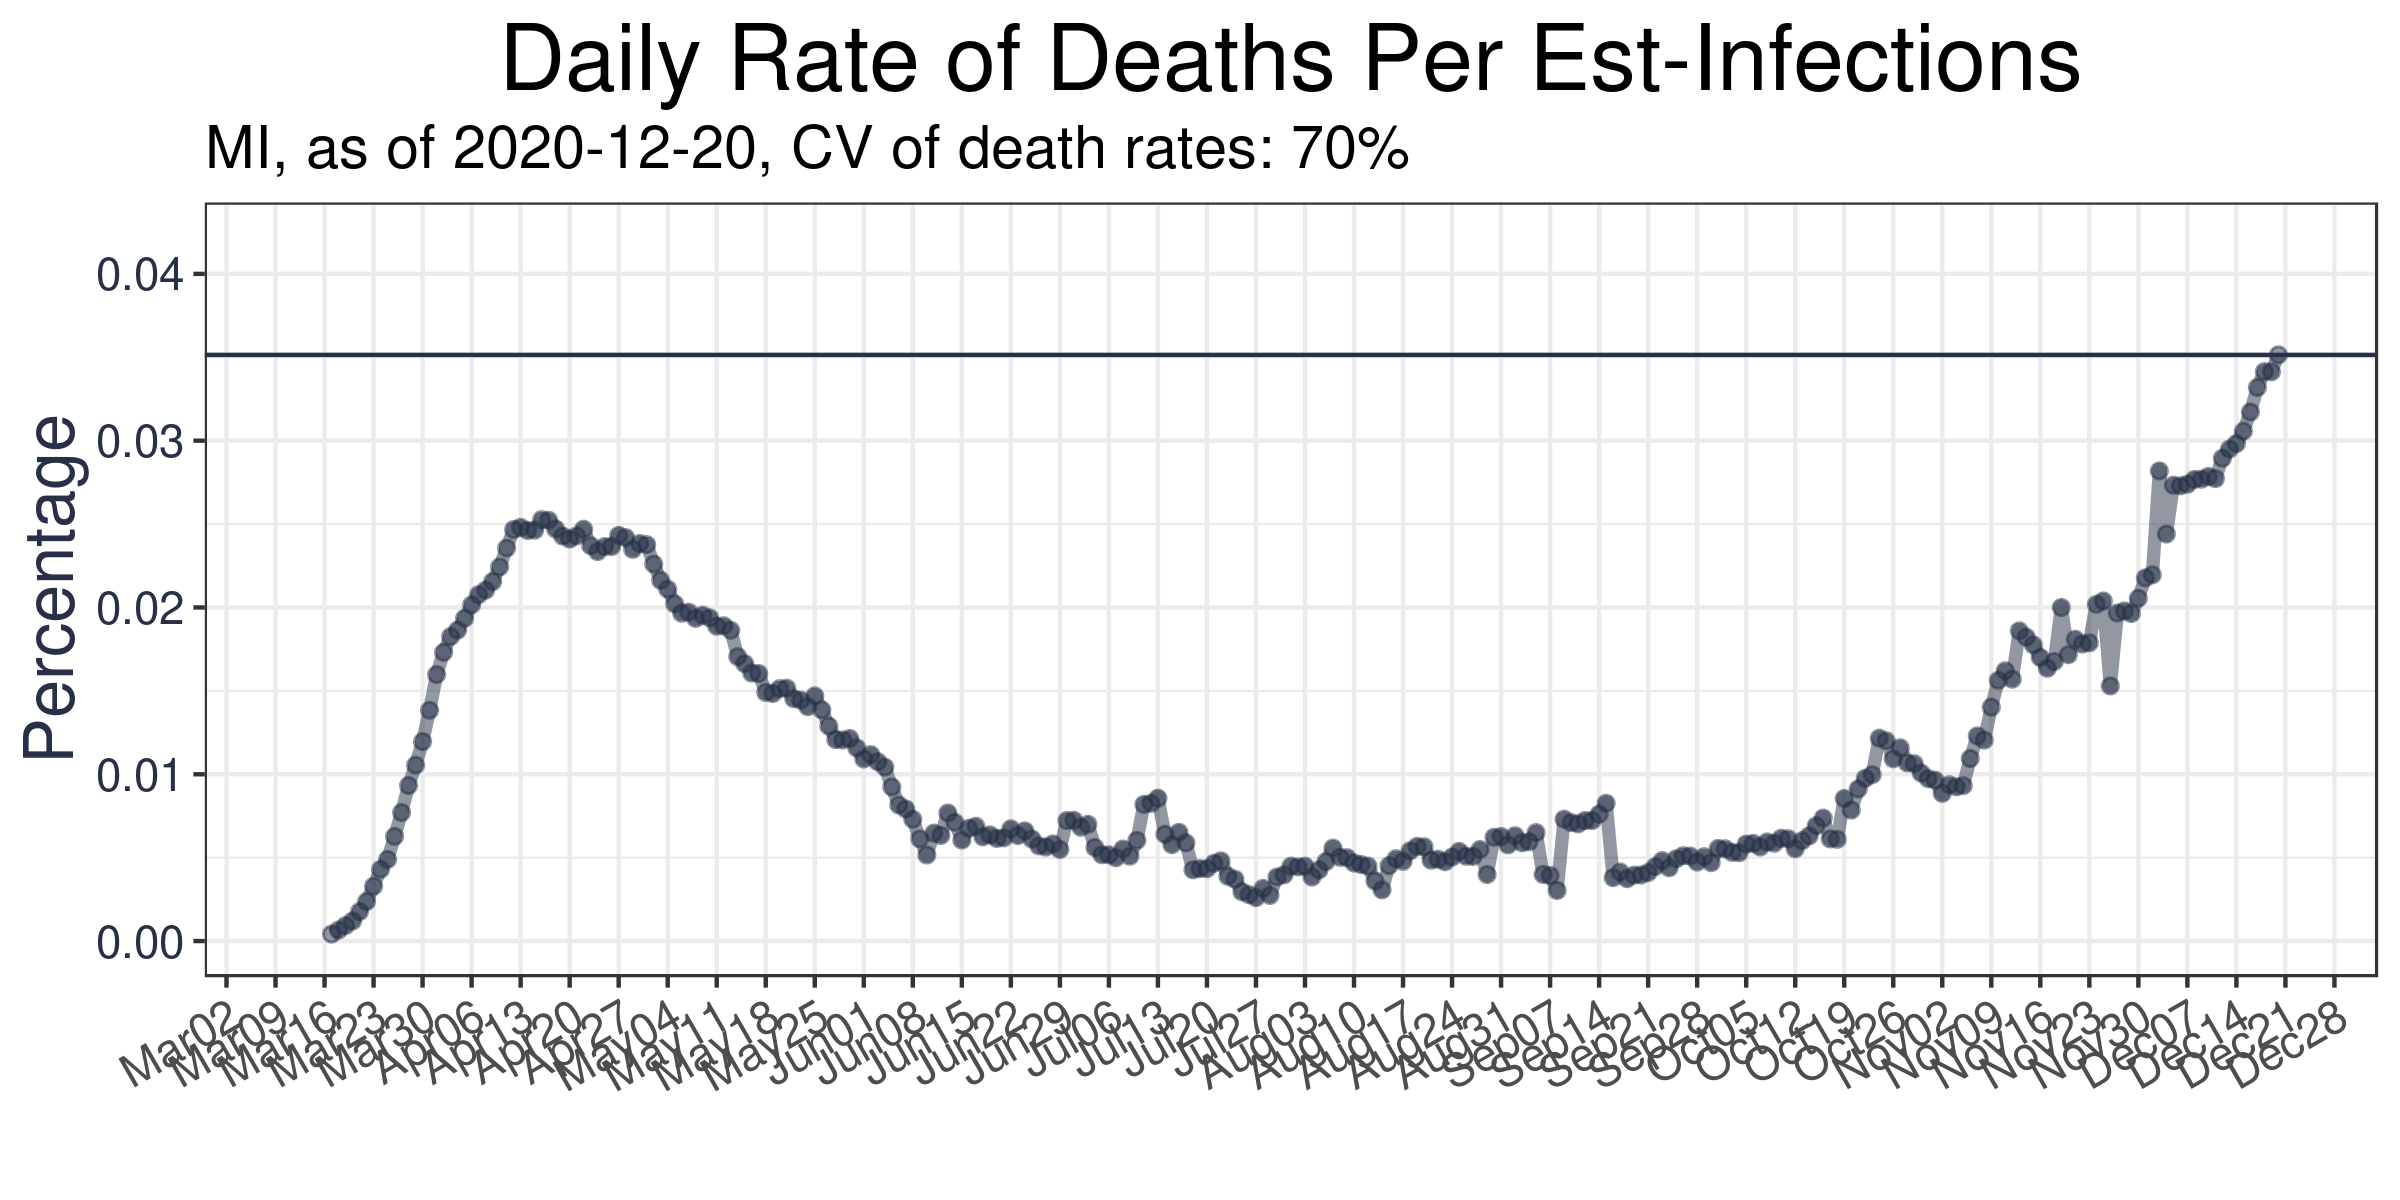 Daily Rate of Deaths Per Est-Infections
MI, as of 2020-12-20, CV of death rates: 70%
Percentage
0.04
0.03
0.02
0.01
0.00
Mar02
Mar09
Mar16
Mar23
Mar30
Apr06
Apr13
Apr20
Apr27
May04
May11
May18
May25
Jun01
Jun08
Jun15
Jun22
Jun29
Jul06
Jul13
Jul20
Jul27
Aug03
Aug10
Aug17
Aug24
Aug31
Sep07
Sep14
Sep21
Sep28
Oct05
Oct12
Oct19
Oct26
Nov02
Nov09
Nov16
Nov23
Nov30
Dec07
Dec14
Dec21
Dec28